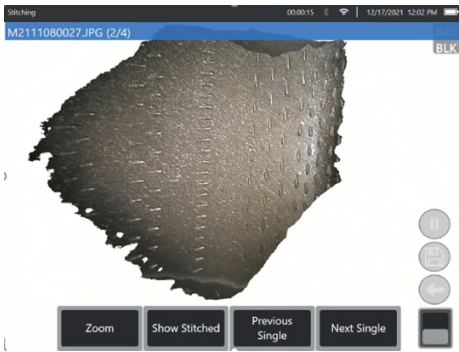 Stitching 00:00:15 12/17/2021 12:02 PM
M2111080027.JPG (2/4)
BLK
Zoom
Show Stitched
Previous
Single
Next Single